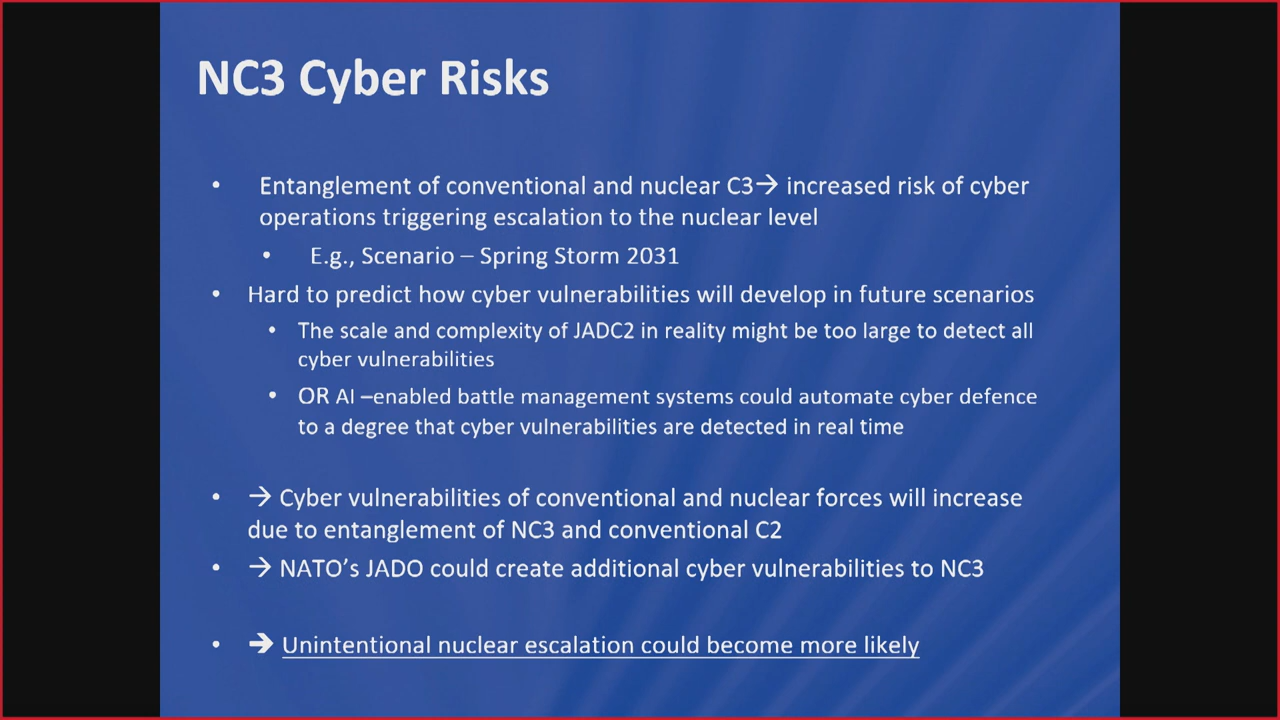 NC3 Cyber Risks
• Entanglement of conventional and nuclear C3→ increased risk of cyber
operations triggering escalation to the nuclear level
• E.g., Scenario – Spring Storm 2031
• Hard to predict how cyber vulnerabilities will develop in future scenarios
• The scale and complexity of JADC2 in reality might be too large to detect all
cyber vulnerabilities
• OR AI –enabled battle management systems could automate cyber defence
to a degree that cyber vulnerabilities are detected in real time
• → Cyber vulnerabilities of conventional and nuclear forces will increase
due to entanglement of NC3 and conventional C2
• → NATO’s JADO could create additional cyber vulnerabilities to NC3
• → Unintentional nuclear escalation could become more likely